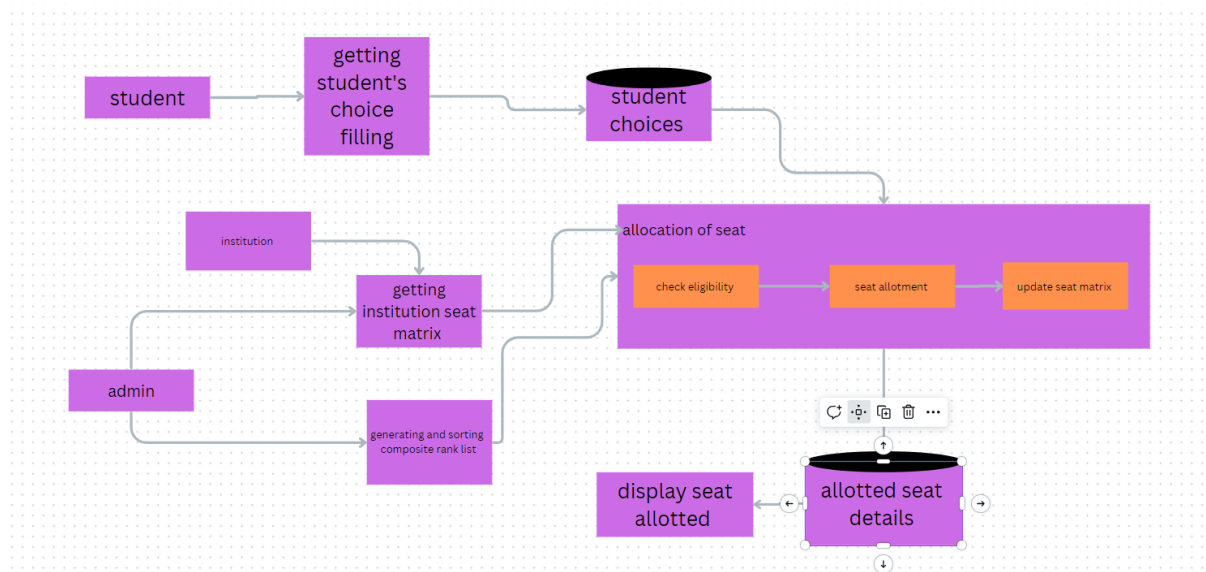 student
getting
student's
choice
filling
student
choices
institution
getting
institution seat
matrix
admin
generating and sorting
composite rank list
allocation of seat
check eligibility
seat allotment
update seat matrix
display seat
allotted
allotted seat
details